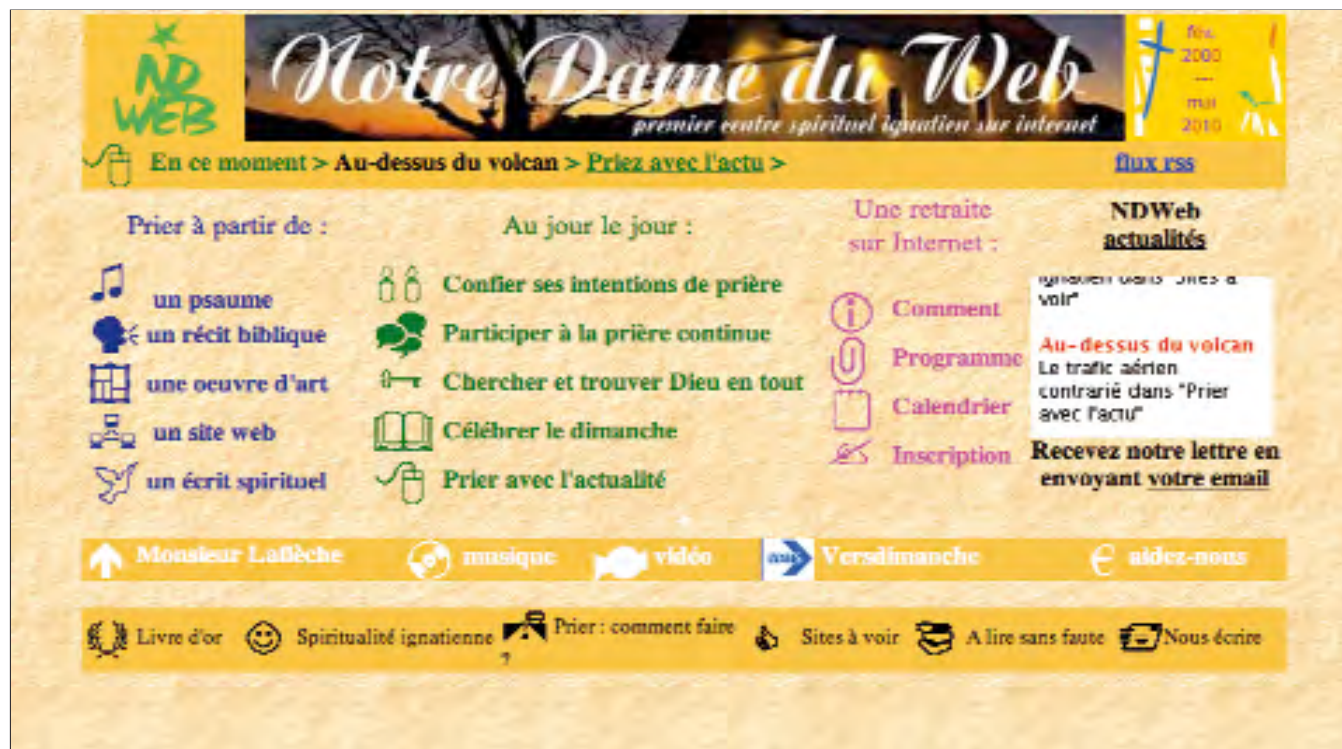 ND
WEB
Notre Dame du Web
premier centre spirituel ignatien sur internet
fév.
2000
---
mai
2010
En ce moment > Au-dessus du volcan > Priez avec l'actu >
flux rss
Prier à partir de :
un psaume
un récit biblique
une oeuvre d'art
un site web
un écrit spirituel
Au jour le jour :
Confier ses intentions de prière
Participer à la prière continue
Chercher et trouver Dieu en tout
Célébrer le dimanche
Prier avec l'actualité
Une retraite
sur Internet :
Comment
Programme
Calendrier
Inscription
NDWeb
actualités
ignatien dans "Sites à
voir"
Au-dessus du volcan
Le trafic aérien
contrarié dans "Prier
avec l'actu"
Recevez notre lettre en
envoyant votre email
Monsieur Laflèche
musique
vidéo
Versdimanche
aidez-nous
Livre d'or
Spiritualité ignatienne
Prier : comment faire
?
Sites à voir
A lire sans faute
Nous écrire